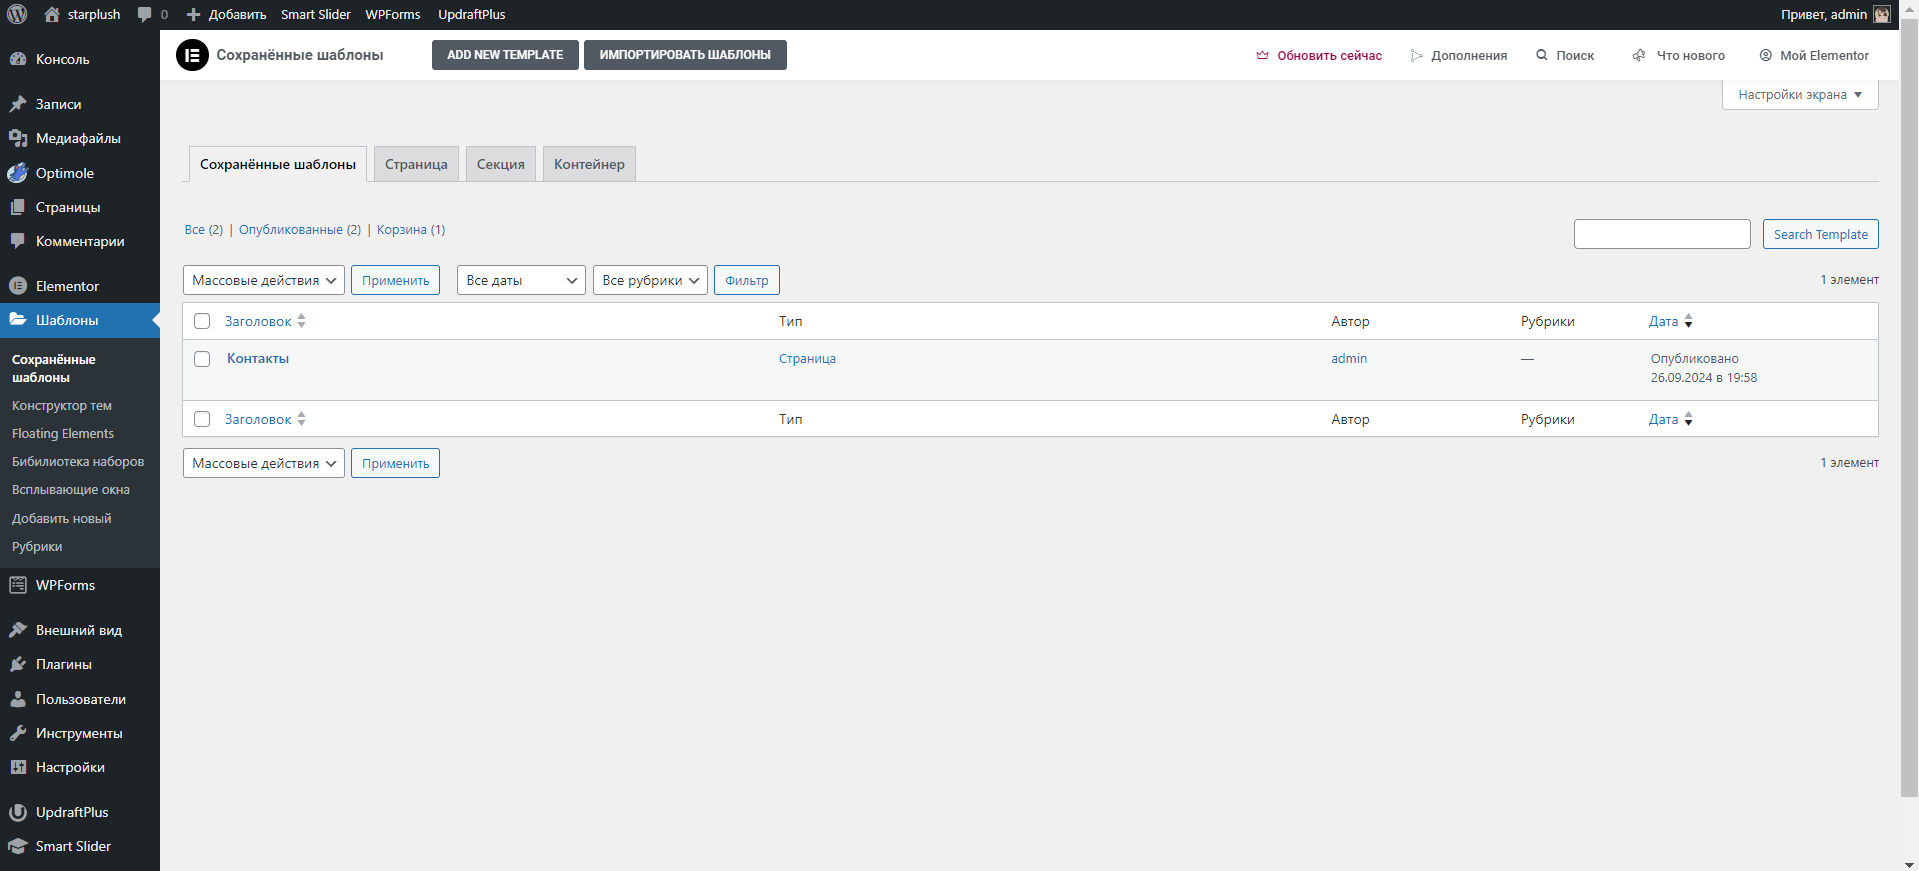 starplush 0 Добавить Smart Slider WPForms UpdraftPlus Привет, admin
Консоль
Записи
Медиафайлы
Optimole
Страницы
Комментарии
Elementor
Шаблоны
Сохранённые
шаблоны
Конструктор тем
Floating Elements
Бибилиотека наборов
Всплывающие окна
Добавить новый
Рубрики
WPForms
Внешний вид
Плагины
Пользователи
Инструменты
Настройки
UpdraftPlus
Smart Slider
Сохранённые шаблоны ADD NEW TEMPLATE ИМПОРТИРОВАТЬ ШАБЛОНЫ Обновить сейчас Дополнения Поиск Что нового Мой Elementor
Настройки экрана
Сохранённые шаблоны Страница Секция Контейнер
Все (2) | Опубликованные (2) | Корзина (1) Search Template
Массовые действия Применить Все даты Все рубрики Фильтр 1 элемент
Заголовок Тип Автор Рубрики Дата
Контакты Страница admin — Опубликовано
26.09.2024 в 19:58
Заголовок Тип Автор Рубрики Дата
Массовые действия Применить 1 элемент